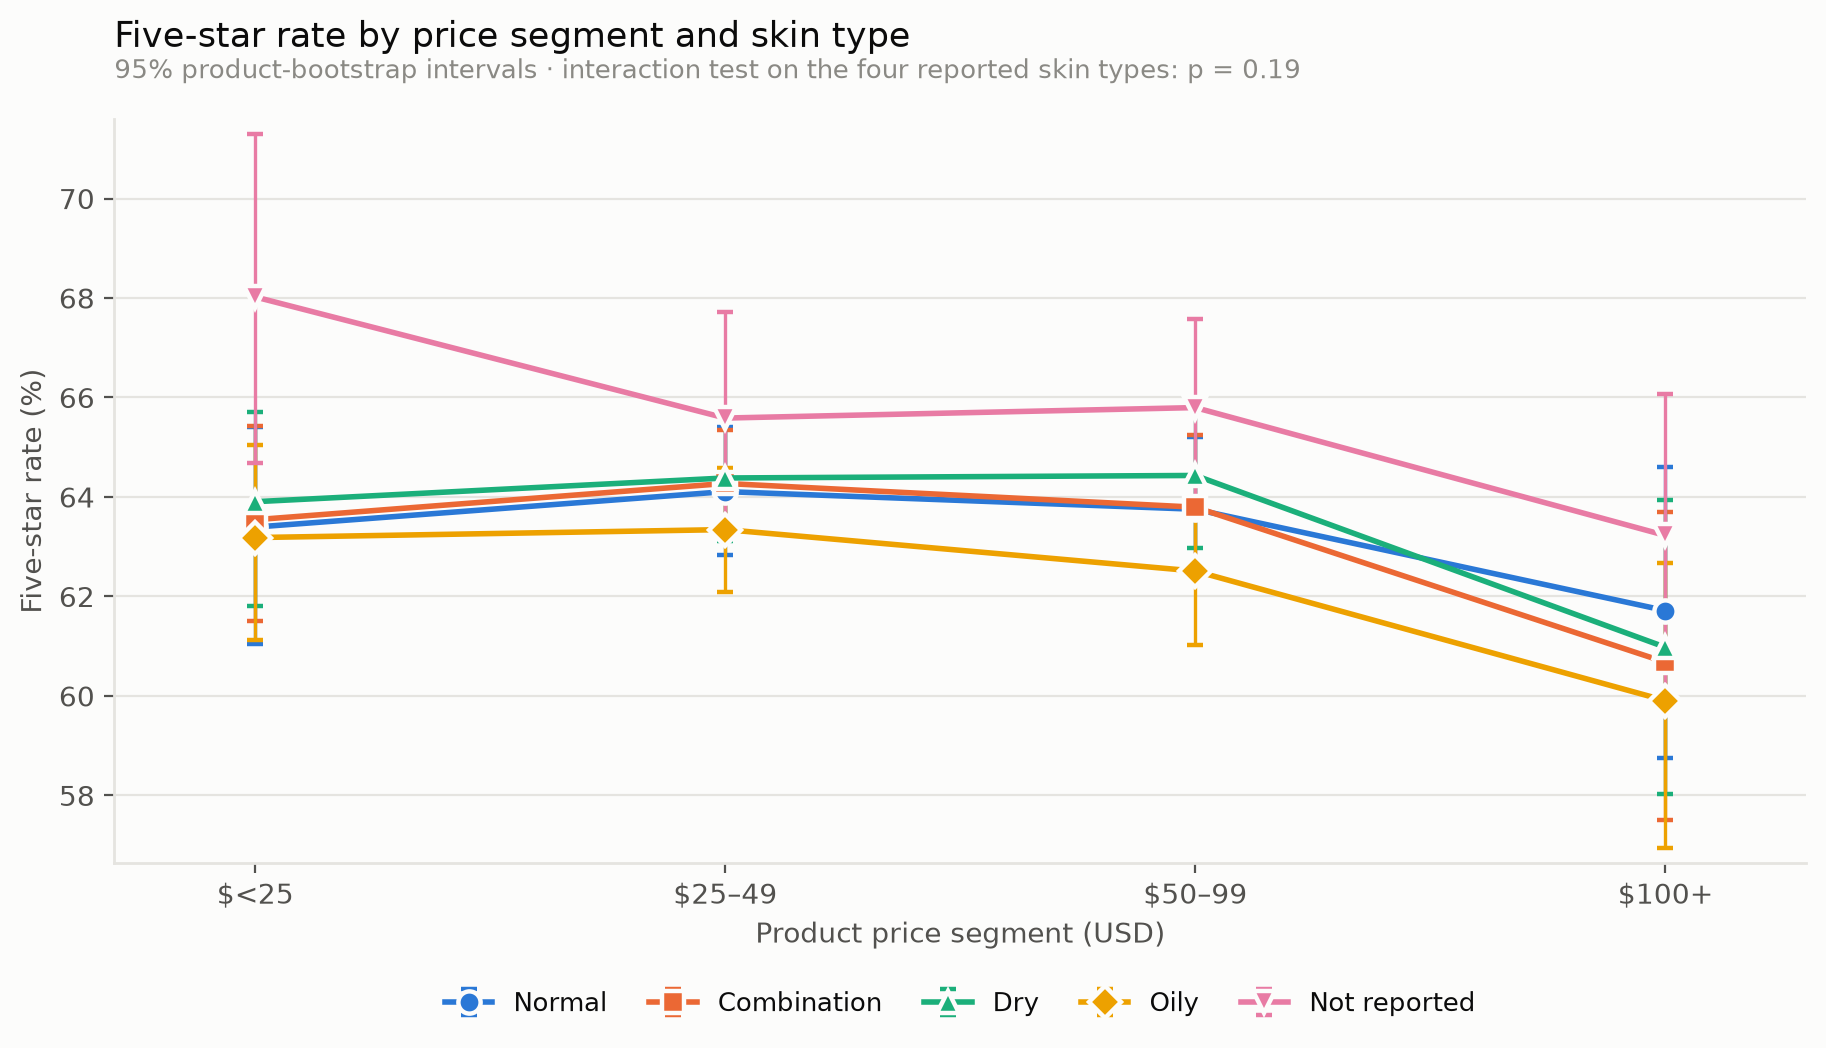 Five-star rate by price segment and skin type
95% product-bootstrap intervals · interaction test on the four reported skin types: p = 0.19
Five-star rate (%)
70
68
66
64
62
60
58
$<25
$25–49
$50–99
$100+
Product price segment (USD)
Normal
Combination
Dry
Oily
Not reported